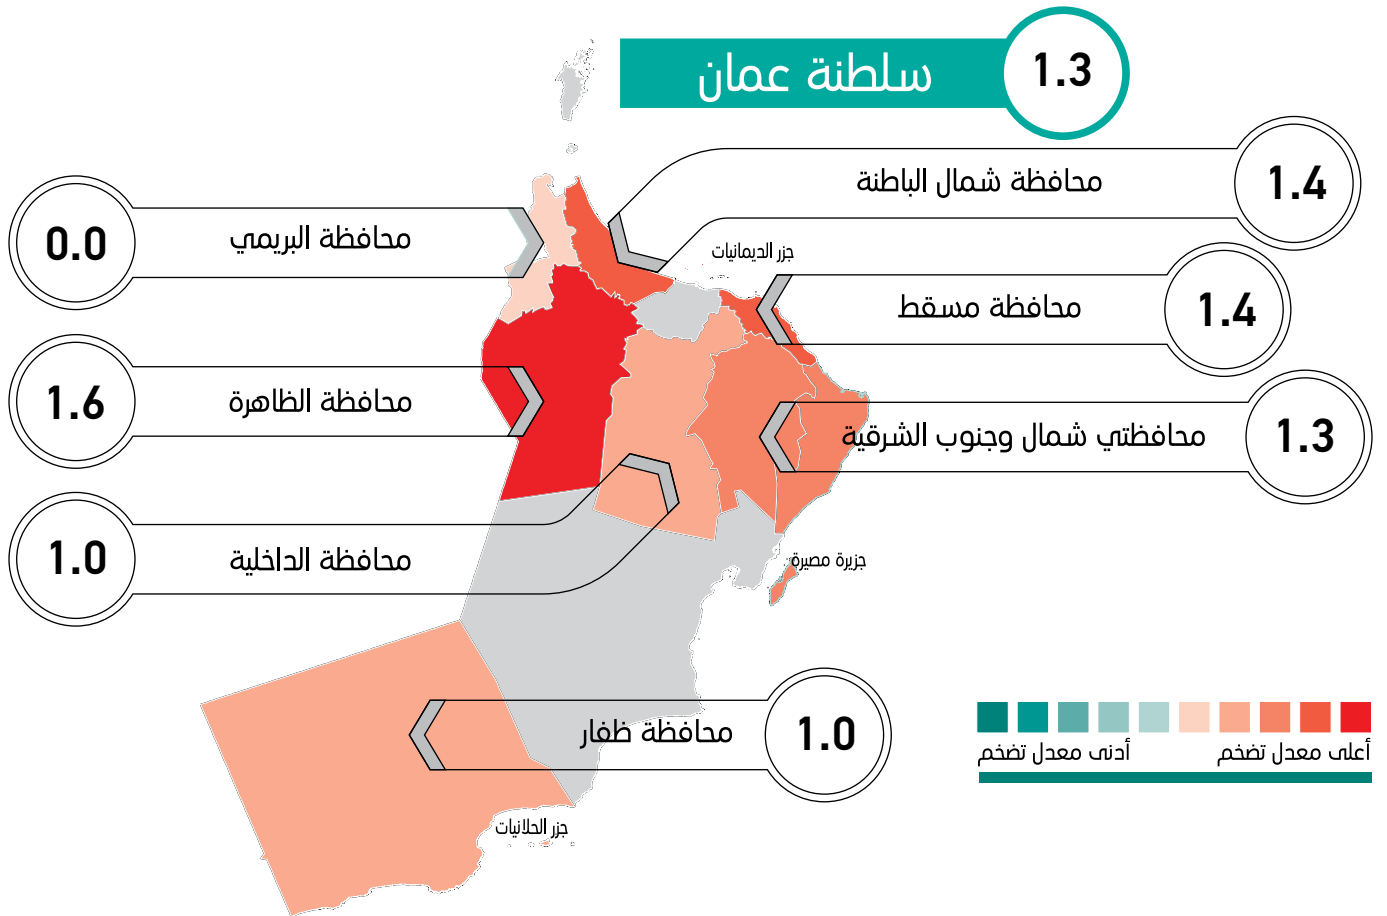 سلطنة عمان
1.3
محافظة شمال الباطنة
1.4
محافظة البريمي
0.0
جزر الديمانيات
محافظة مسقط
1.4
محافظة الظاهرة
1.6
محافظتي شمال وجنوب الشرقية
1.3
محافظة الداخلية
1.0
جزيرة مصيرة
محافظة ظفار
1.0
أعلى معدل تضخم
أدنى معدل تضخم
جزر الحلانيات